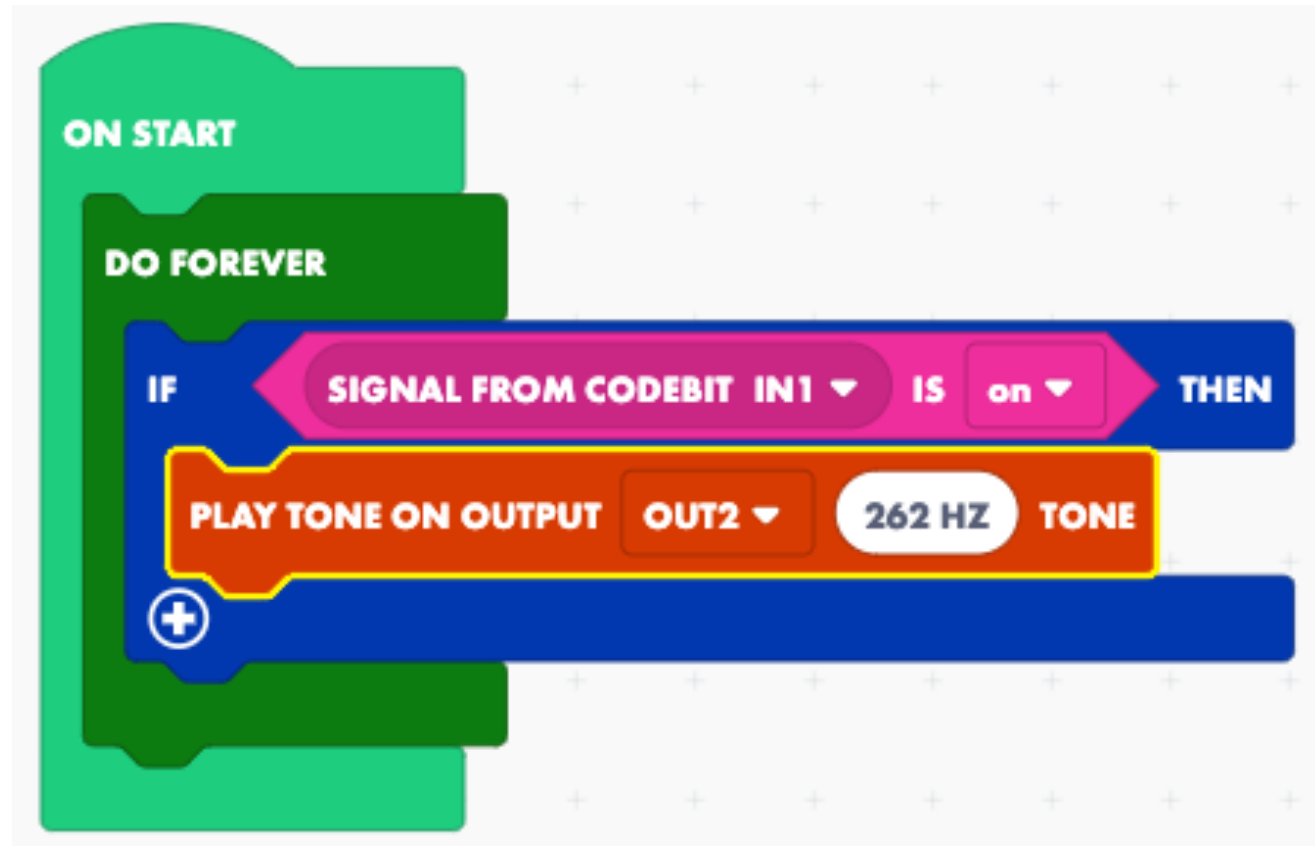 ON START
DO FOREVER
IF SIGNAL FROM CODEBIT IN1 IS on THEN
PLAY TONE ON OUTPUT OUT2 262 HZ TONE